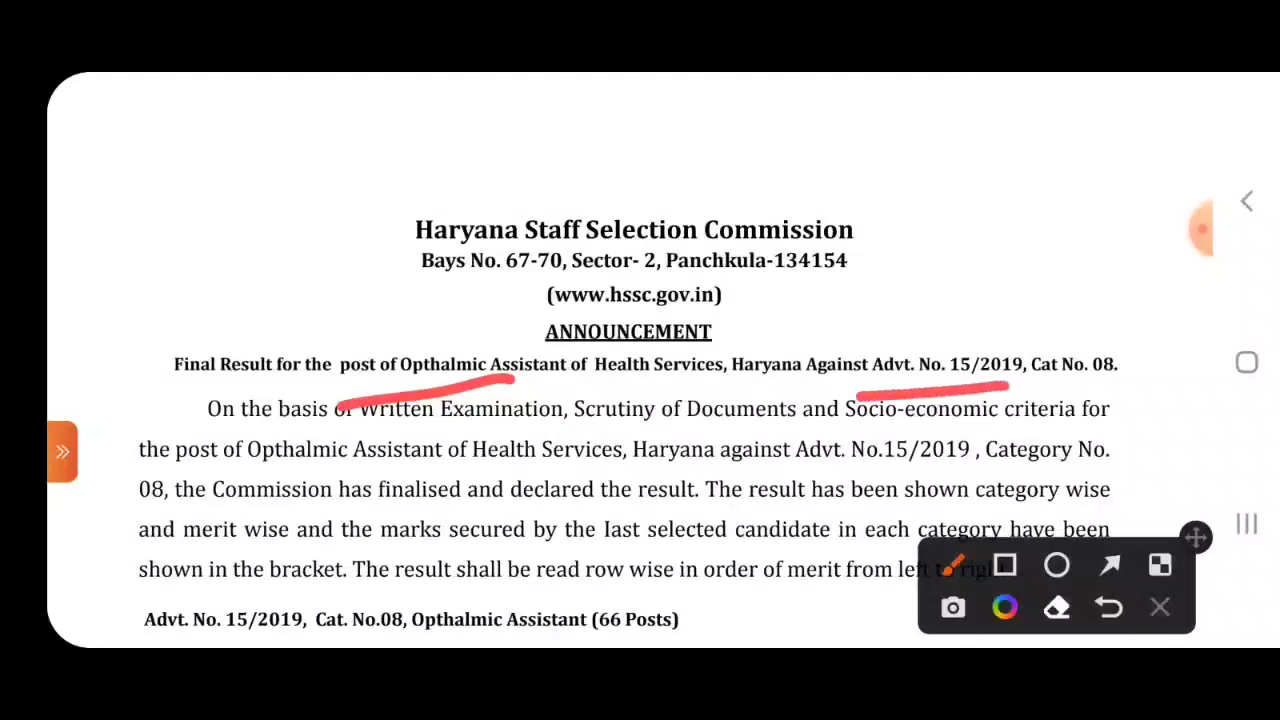 Haryana Staff Selection Commission
Bays No. 67-70, Sector- 2, Panchkula-134154
(www.hssc.gov.in)
ANNOUNCEMENT
Final Result for the post of Opthalmic Assistant of Health Services, Haryana Against Advt. No. 15/2019, Cat No. 08.
On the basis of Written Examination, Scrutiny of Documents and Socio-economic criteria for
the post of Opthalmic Assistant of Health Services, Haryana against Advt. No.15/2019 , Category No.
08, the Commission has finalised and declared the result. The result has been shown category wise
and merit wise and the marks secured by the last selected candidate in each category have been
shown in the bracket. The result shall be read row wise in order of merit from left to right.
Advt. No. 15/2019, Cat. No.08, Opthalmic Assistant (66 Posts)